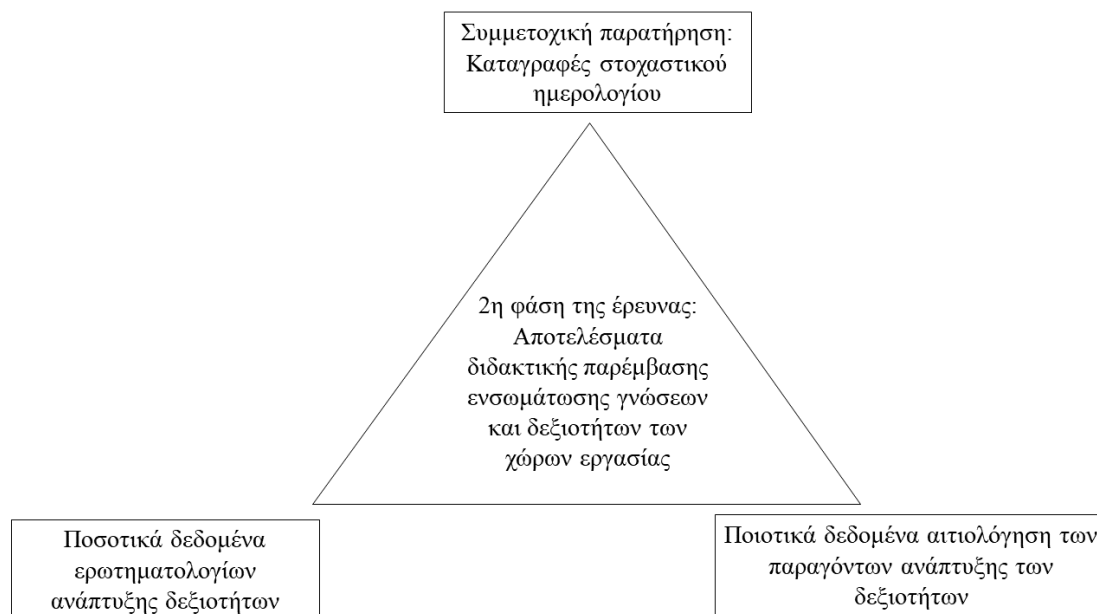 Συμμετοχική παρατήρηση:
Καταγραφές στοχαστικού
ημερολογίου
2η φάση της έρευνας:
Αποτελέσματα
διδακτικής παρέμβασης
ενσωμάτωσης γνώσεων
και δεξιοτήτων των
χώρων εργασίας
Ποσοτικά δεδομένα
ερωτηματολογίων
ανάπτυξης δεξιοτήτων
Ποιοτικά δεδομένα αιτιολόγηση των
παραγόντων ανάπτυξης των
δεξιοτήτων